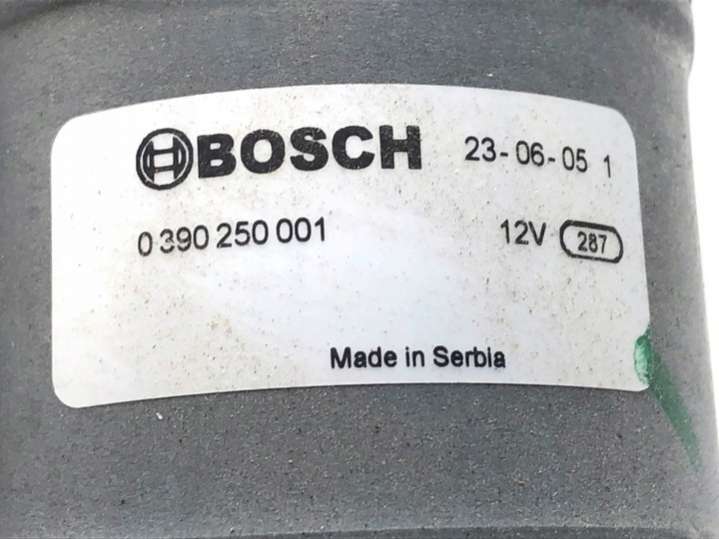 BOSCH 23-06-05 1
0 390 250 001 12V 287
Made in Serbia